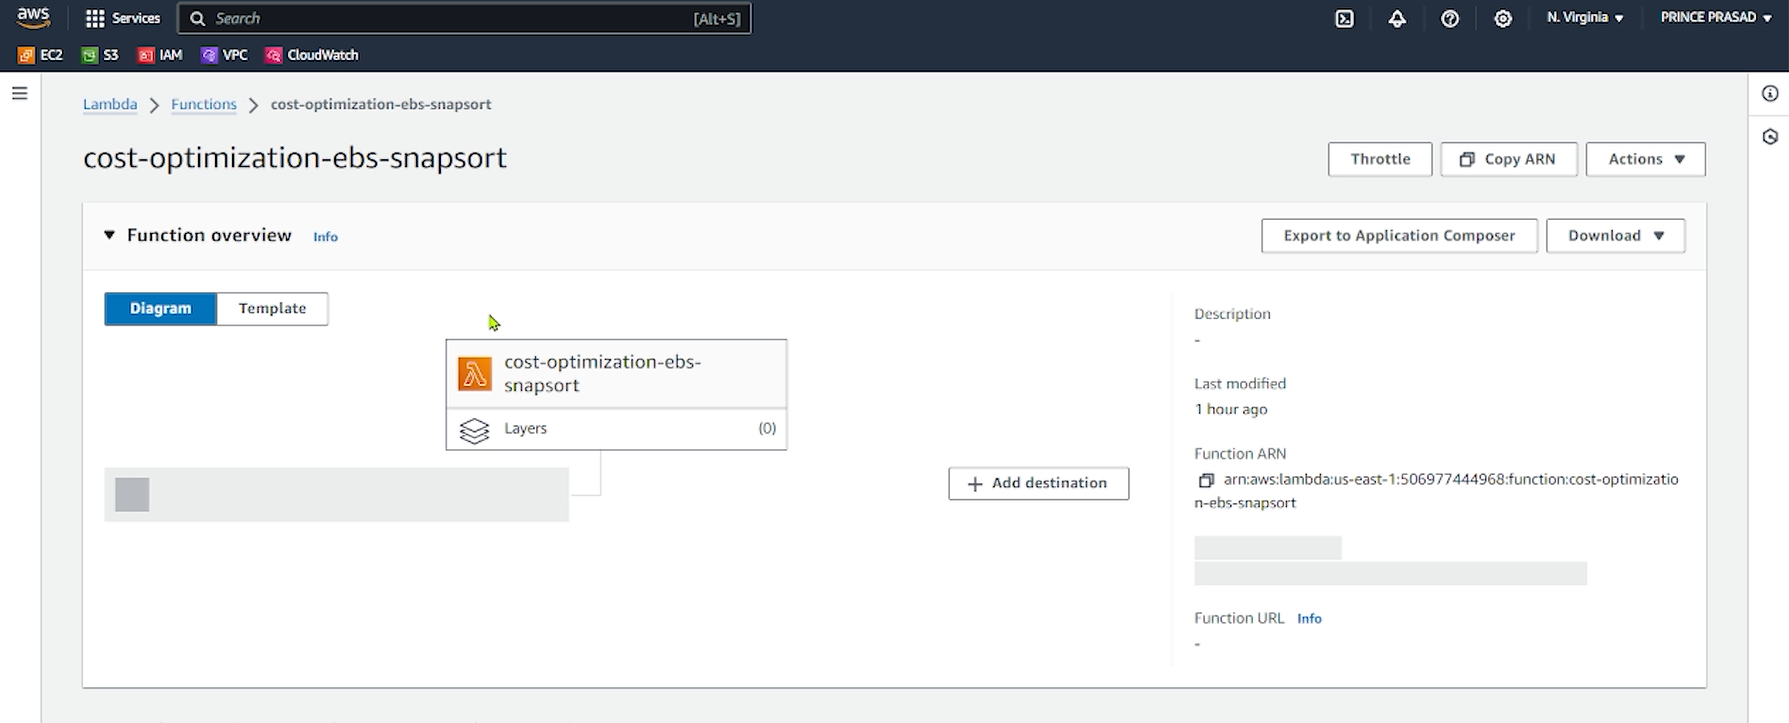 aws
Services
Search [Alt+S]
N. Virginia
PRINCE PRASAD
EC2
S3
IAM
VPC
CloudWatch
Lambda
Functions
cost-optimization-ebs-snapsort
cost-optimization-ebs-snapsort
Throttle
Copy ARN
Actions
Function overview
Info
Export to Application Composer
Download
Diagram
Template
cost-optimization-ebs-
snapsort
Layers
(0)
Add destination
Description
-
Last modified
1 hour ago
Function ARN
arn:aws:lambda:us-east-1:506977444968:function:cost-optimizatio
n-ebs-snapsort
Function URL
Info
-